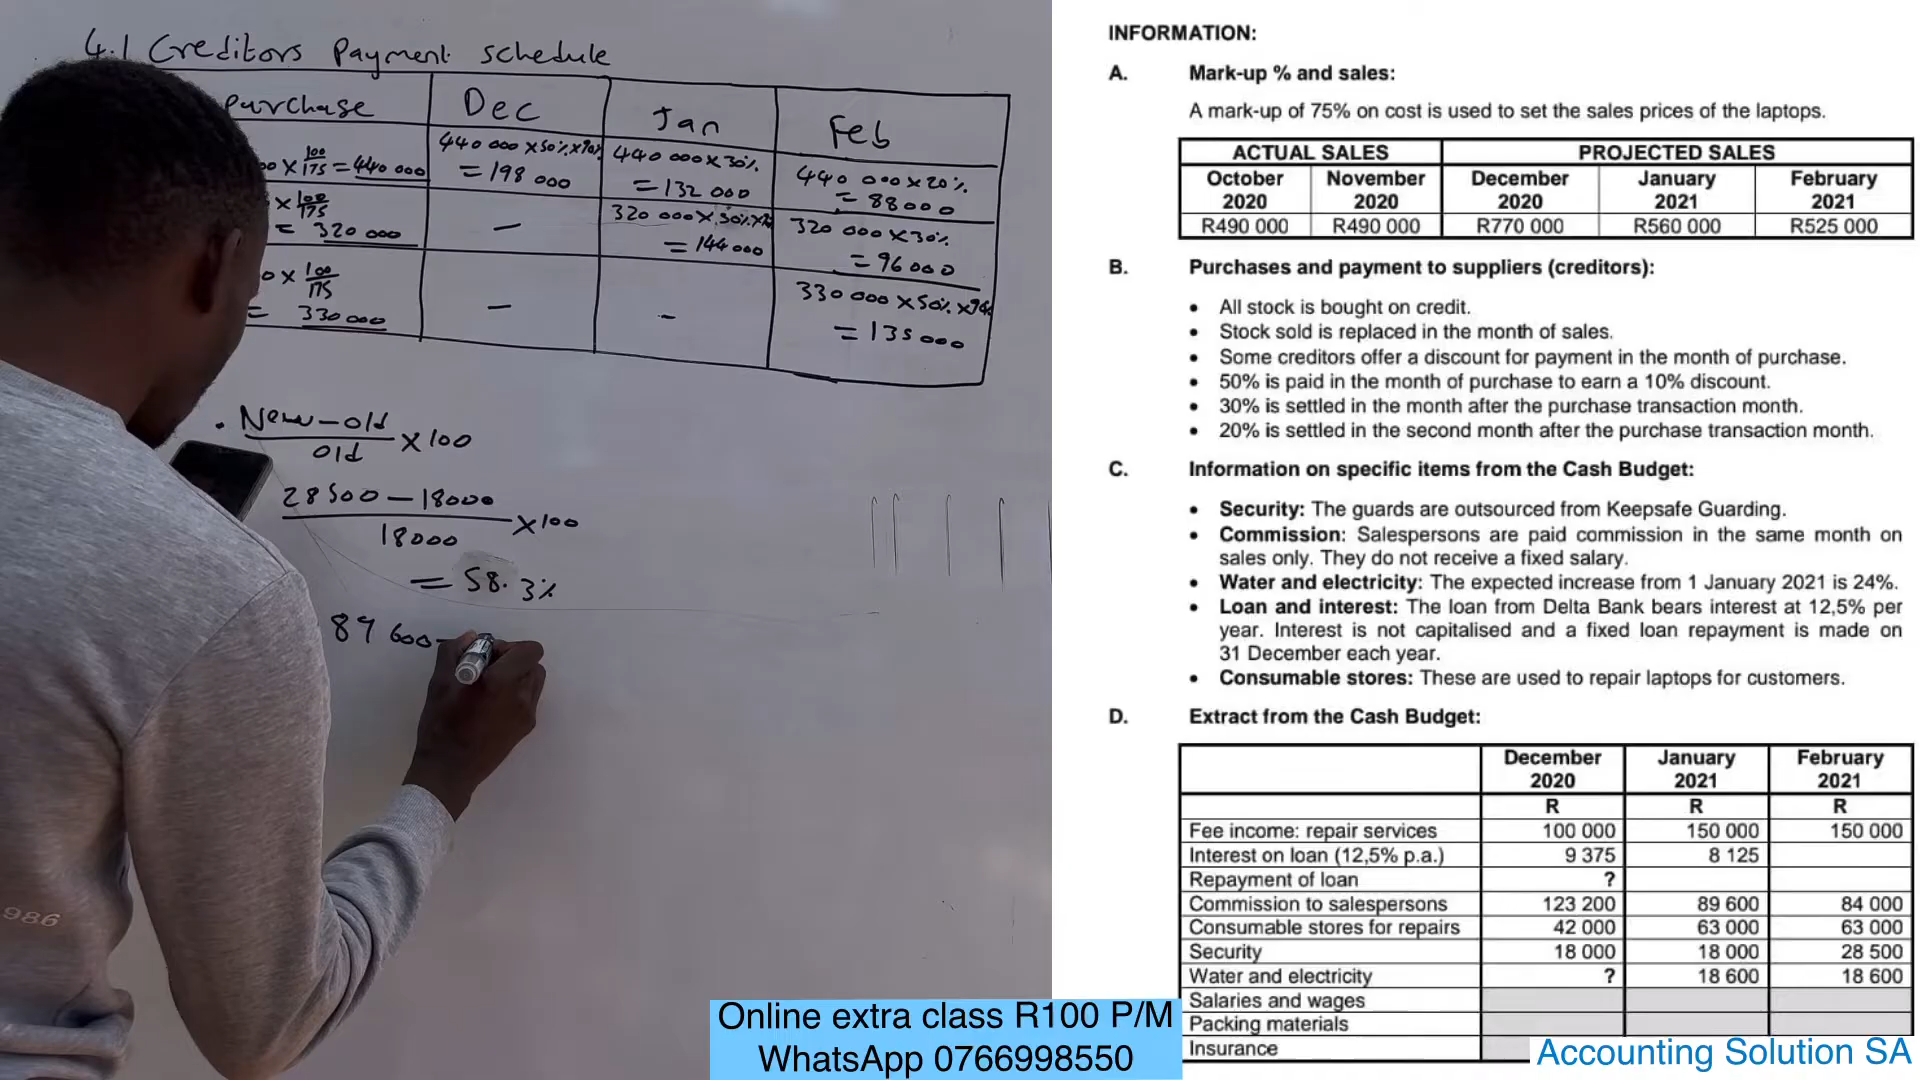 4.1 Creditors Payment schedule
Purchase Dec Jan Feb
00 × 100/175 = 440 000
440 000 × 50% × 90%
= 198 000
440 000 × 30%
= 132 000
440 000 × 20%
= 88 000
× 100/175
= 320 000
–
320 000 × 50% ×
= 144 000
320 000 × 30%
= 96 000
0 × 100/175
= 330 000
–
-
330 000 × 50% × 90%
= 135 000
• New – old
old
× 100
28 500 – 18000
18000
× 100
= 58.3%
89 600 –
986
INFORMATION:
A. Mark-up % and sales:
A mark-up of 75% on cost is used to set the sales prices of the laptops.
ACTUAL SALES PROJECTED SALES
October 2020 November 2020 December 2020 January 2021 February 2021
R490 000 R490 000 R770 000 R560 000 R525 000
B. Purchases and payment to suppliers (creditors):
• All stock is bought on credit.
• Stock sold is replaced in the month of sales.
• Some creditors offer a discount for payment in the month of purchase.
• 50% is paid in the month of purchase to earn a 10% discount.
• 30% is settled in the month after the purchase transaction month.
• 20% is settled in the second month after the purchase transaction month.
C. Information on specific items from the Cash Budget:
• Security: The guards are outsourced from Keepsafe Guarding.
• Commission: Salespersons are paid commission in the same month on
sales only. They do not receive a fixed salary.
• Water and electricity: The expected increase from 1 January 2021 is 24%.
• Loan and interest: The loan from Delta Bank bears interest at 12,5% per
year. Interest is not capitalised and a fixed loan repayment is made on
31 December each year.
• Consumable stores: These are used to repair laptops for customers.
D. Extract from the Cash Budget:
December 2020 January 2021 February 2021
R R R
Fee income: repair services 100 000 150 000 150 000
Interest on loan (12,5% p.a.) 9 375 8 125
Repayment of loan ?
Commission to salespersons 123 200 89 600 84 000
Consumable stores for repairs 42 000 63 000 63 000
Security 18 000 18 000 28 500
Water and electricity ? 18 600 18 600
Salaries and wages
Packing materials
Insurance
Online extra class R100 P/M
WhatsApp 0766998550
Accounting Solution SA